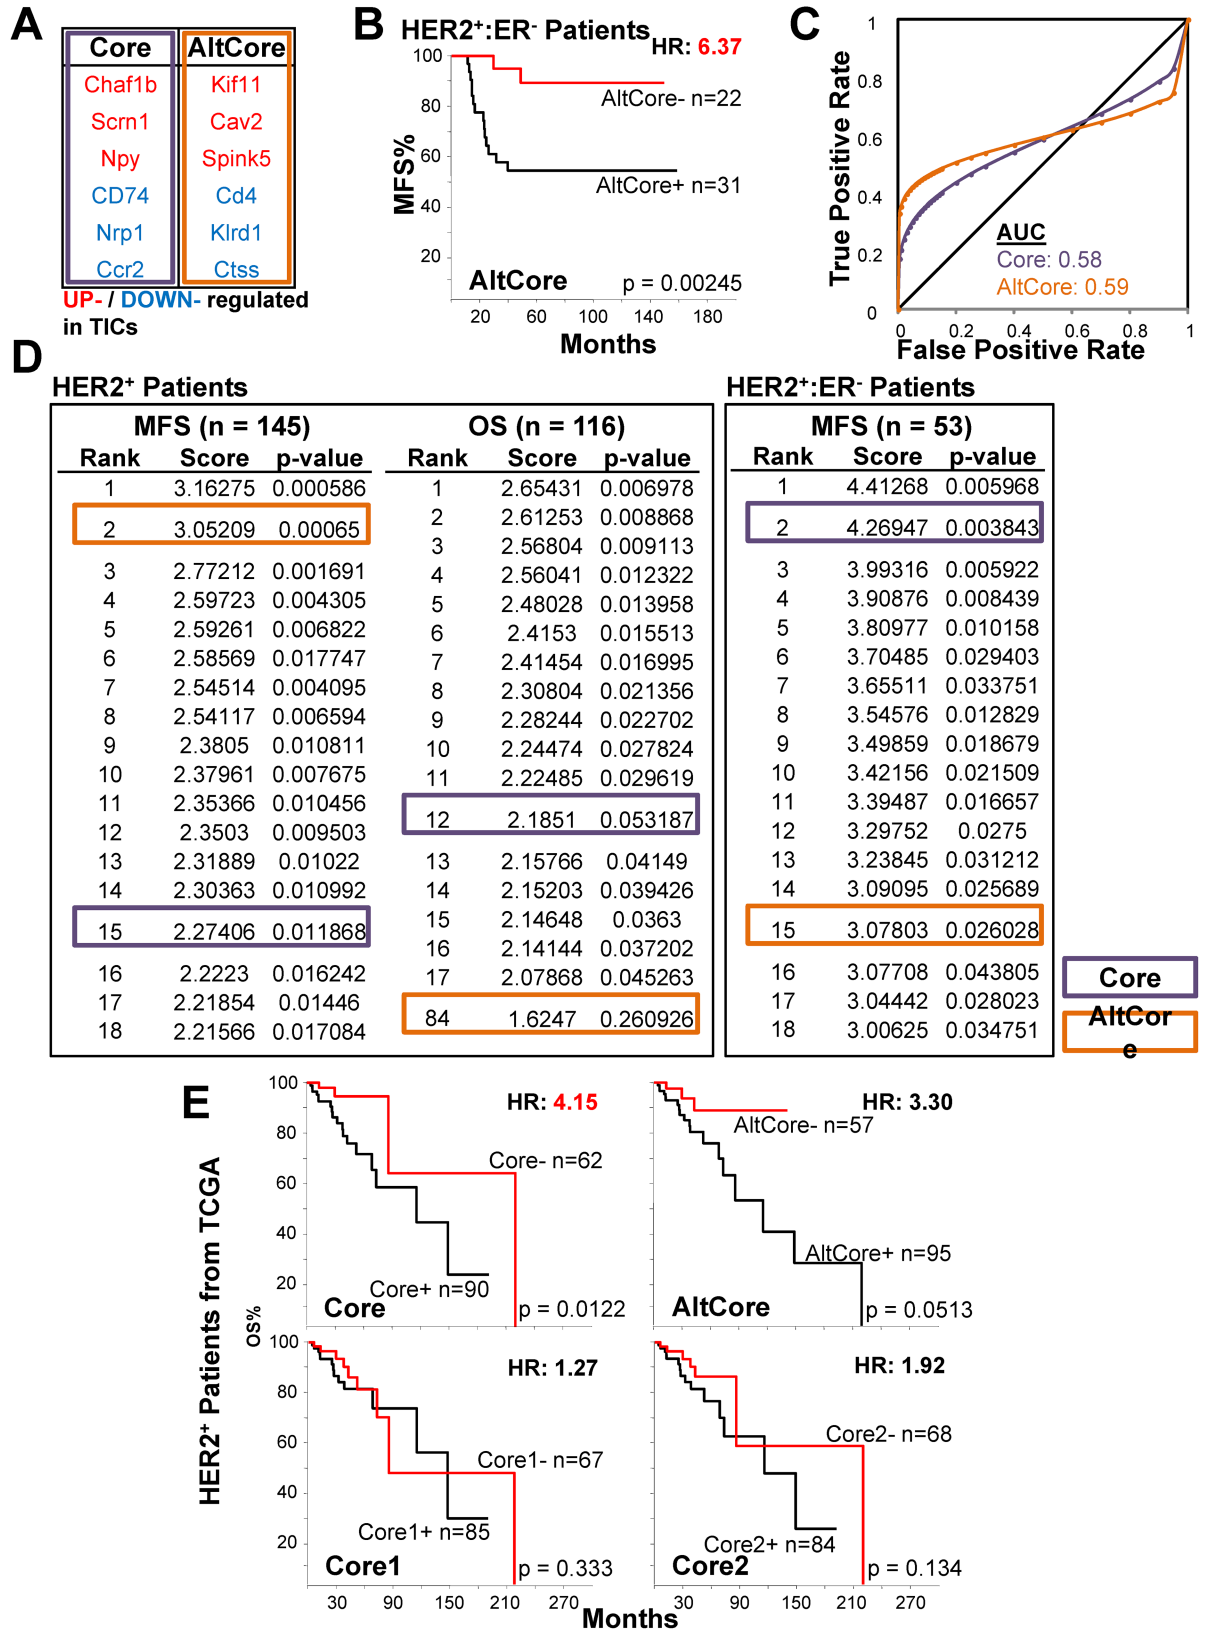 A
Core AltCore
Chaf1b Kif11
Scrn1 Cav2
Npy Spink5
CD74 Cd4
Nrp1 Klrd1
Ccr2 Ctss
UP- / DOWN- regulated
in TICs
B
HER2+:ER- Patients
HR: 6.37
100
80
60
40
20
MFS%
AltCore- n=22
AltCore+ n=31
AltCore
p = 0.00245
20 60 100 140 180
Months
C
1
0.8
0.6
0.4
0.2
0
True Positive Rate
AUC
Core: 0.58
AltCore: 0.59
0 0.2 0.4 0.6 0.8 1
False Positive Rate
D
HER2+ Patients
MFS (n = 145)
Rank Score p-value
1 3.16275 0.000586
2 3.05209 0.00065
3 2.77212 0.001691
4 2.59723 0.004305
5 2.59261 0.006822
6 2.58569 0.017747
7 2.54514 0.004095
8 2.54117 0.006594
9 2.3805 0.010811
10 2.37961 0.007675
11 2.35366 0.010456
12 2.3503 0.009503
13 2.31889 0.01022
14 2.30363 0.010992
15 2.27406 0.011868
16 2.2223 0.016242
17 2.21854 0.01446
18 2.21566 0.017084
OS (n = 116)
Rank Score p-value
1 2.65431 0.006978
2 2.61253 0.008868
3 2.56804 0.009113
4 2.56041 0.012322
5 2.48028 0.013958
6 2.4153 0.015513
7 2.41454 0.016995
8 2.30804 0.021356
9 2.28244 0.022702
10 2.24474 0.027824
11 2.22485 0.029619
12 2.1851 0.053187
13 2.15766 0.04149
14 2.15203 0.039426
15 2.14648 0.0363
16 2.14144 0.037202
17 2.07868 0.045263
84 1.6247 0.260926
HER2+:ER- Patients
MFS (n = 53)
Rank Score p-value
1 4.41268 0.005968
2 4.26947 0.003843
3 3.99316 0.005922
4 3.90876 0.008439
5 3.80977 0.010158
6 3.70485 0.029403
7 3.65511 0.033751
8 3.54576 0.012829
9 3.49859 0.018679
10 3.42156 0.021509
11 3.39487 0.016657
12 3.29752 0.0275
13 3.23845 0.031212
14 3.09095 0.025689
15 3.07803 0.026028
16 3.07708 0.043805
17 3.04442 0.028023
18 3.00625 0.034751
Core
AltCor
e
E
HER2+ Patients from TCGA
OS%
100
80
60
40
20
HR: 4.15
Core- n=62
Core+ n=90
Core
p = 0.0122
HR: 3.30
AltCore- n=57
AltCore+ n=95
AltCore
p = 0.0513
100
80
60
40
20
HR: 1.27
Core1- n=67
Core1+ n=85
Core1
p = 0.333
30 90 150 210 270
HR: 1.92
Core2- n=68
Core2+ n=84
Core2
p = 0.134
30 90 150 210 270
Months